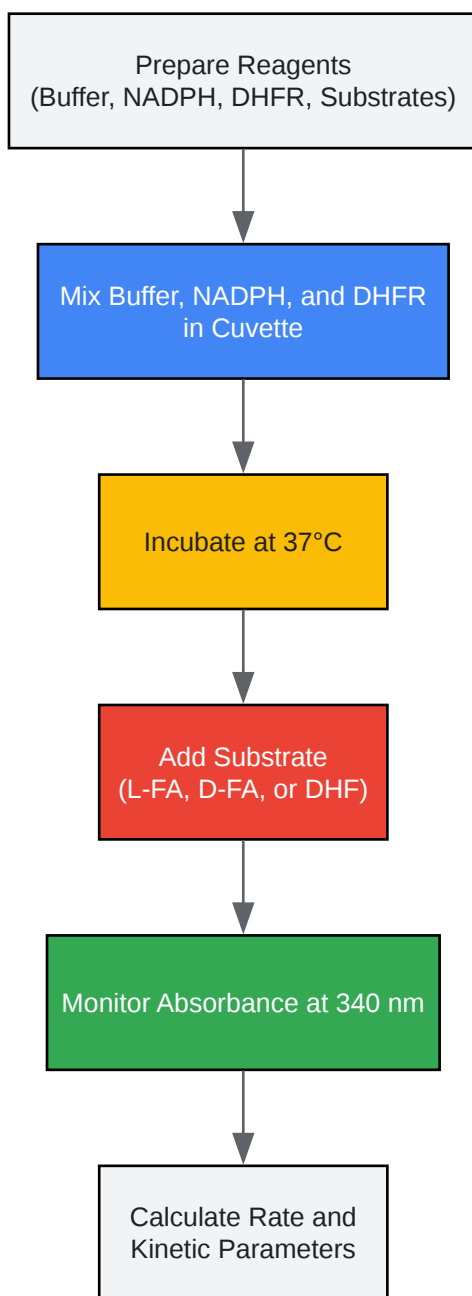 Prepare Reagents
(Buffer, NADPH, DHFR, Substrates)
Mix Buffer, NADPH, and DHFR
in Cuvette
Incubate at 37°C
Add Substrate
(L-FA, D-FA, or DHF)
Monitor Absorbance at 340 nm
Calculate Rate and
Kinetic Parameters